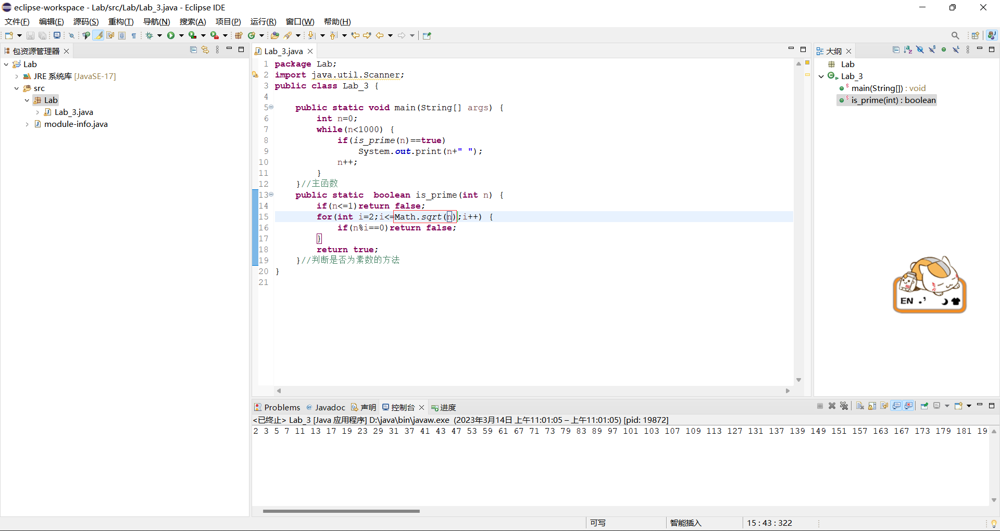 eclipse-workspace - Lab/src/Lab/Lab_3.java - Eclipse IDE
文件(F) 编辑(E) 源码(S) 重构(T) 导航(N) 搜索(A) 项目(P) 运行(R) 窗口(W) 帮助(H)
包资源管理器
Lab
JRE 系统库 [JavaSE-17]
src
Lab
Lab_3.java
module-info.java
Lab_3.java
1 package Lab;
2 import java.util.Scanner;
3 public class Lab_3 {
4
5 public static void main(String[] args) {
6 int n=0;
7 while(n<1000) {
8 if(is_prime(n)==true)
9 System.out.print(n+" ");
10 n++;
11 }
12 }//主函数
13 public static  boolean is_prime(int n) {
14 if(n<=1)return false;
15 for(int i=2;i<=Math.sqrt(n);i++) {
16 if(n%i==0)return false;
17 }
18 return true;
19 }//判断是否为素数的方法
20 }
21
大纲
Lab
Lab_3
main(String[]) : void
is_prime(int) : boolean
EN
Problems @ Javadoc 声明 控制台 进度
<已终止> Lab_3 [Java 应用程序] D:\java\bin\javaw.exe (2023年3月14日 上午11:01:05 – 上午11:01:05) [pid: 19872]
2 3 5 7 11 13 17 19 23 29 31 37 41 43 47 53 59 61 67 71 73 79 83 89 97 101 103 107 109 113 127 131 137 139 149 151 157 163 167 173 179 181 19
可写 智能插入 15 : 43 : 322